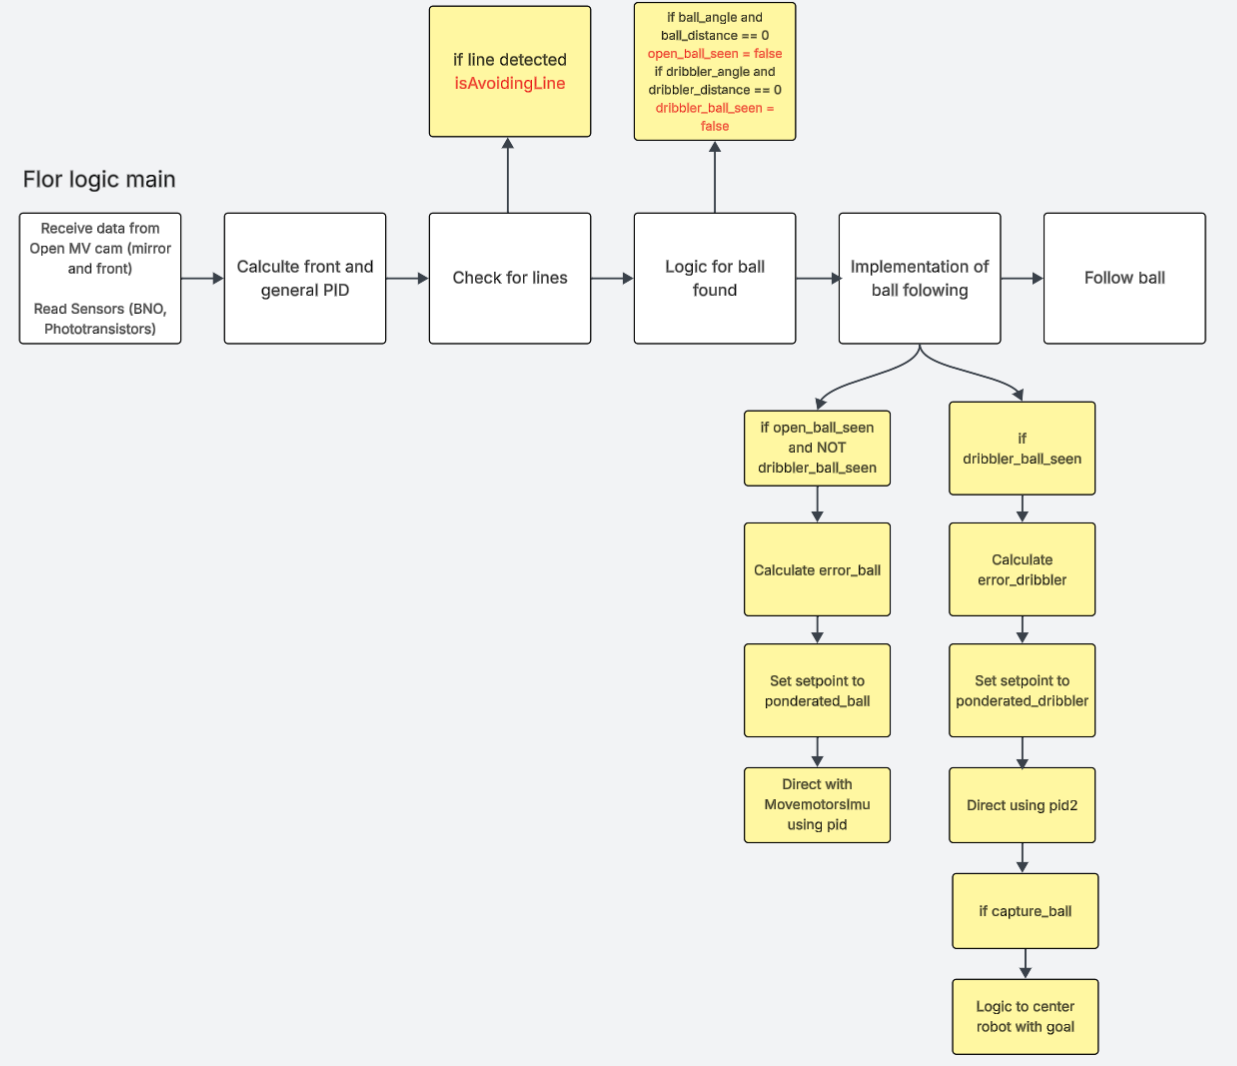 if line detected
isAvoidingLine
if ball_angle and
ball_distance == 0
open_ball_seen = false
if dribbler_angle and
dribbler_distance == 0
dribbler_ball_seen =
false
Flor logic main
Receive data from
Open MV cam (mirror
and front)
Read Sensors (BNO,
Phototransistors)
Calculte front and
general PID
Check for lines
Logic for ball
found
Implementation of
ball folowing
Follow ball
if open_ball_seen
and NOT
dribbler_ball_seen
Calculate error_ball
Set setpoint to
ponderated_ball
Direct with
MovemotorsImu
using pid
if
dribbler_ball_seen
Calculate
error_dribbler
Set setpoint to
ponderated_dribbler
Direct using pid2
if capture_ball
Logic to center
robot with goal